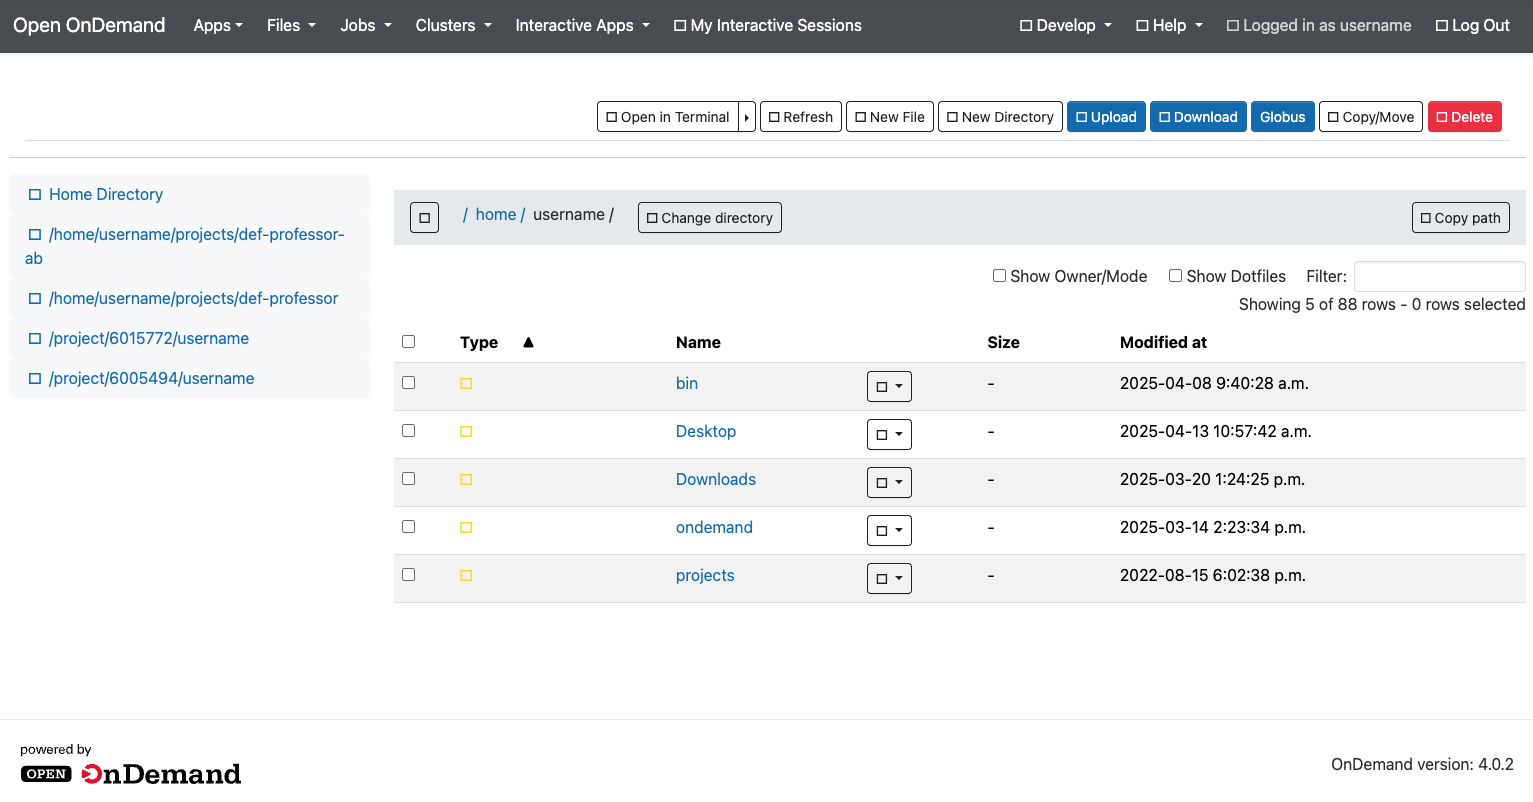 Open OnDemand Apps Files Jobs Clusters Interactive Apps My Interactive Sessions Develop Help Logged in as username Log Out
Open in Terminal Refresh New File New Directory Upload Download Globus Copy/Move Delete
Home Directory
/home/username/projects/def-professor-
ab
/home/username/projects/def-professor
/project/6015772/username
/project/6005494/username
/ home / username / Change directory Copy path
Show Owner/Mode Show Dotfiles Filter:
Showing 5 of 88 rows - 0 rows selected
Type Name Size Modified at
bin - 2025-04-08 9:40:28 a.m.
Desktop - 2025-04-13 10:57:42 a.m.
Downloads - 2025-03-20 1:24:25 p.m.
ondemand - 2025-03-14 2:23:34 p.m.
projects - 2022-08-15 6:02:38 p.m.
powered by
OPEN OnDemand
OnDemand version: 4.0.2